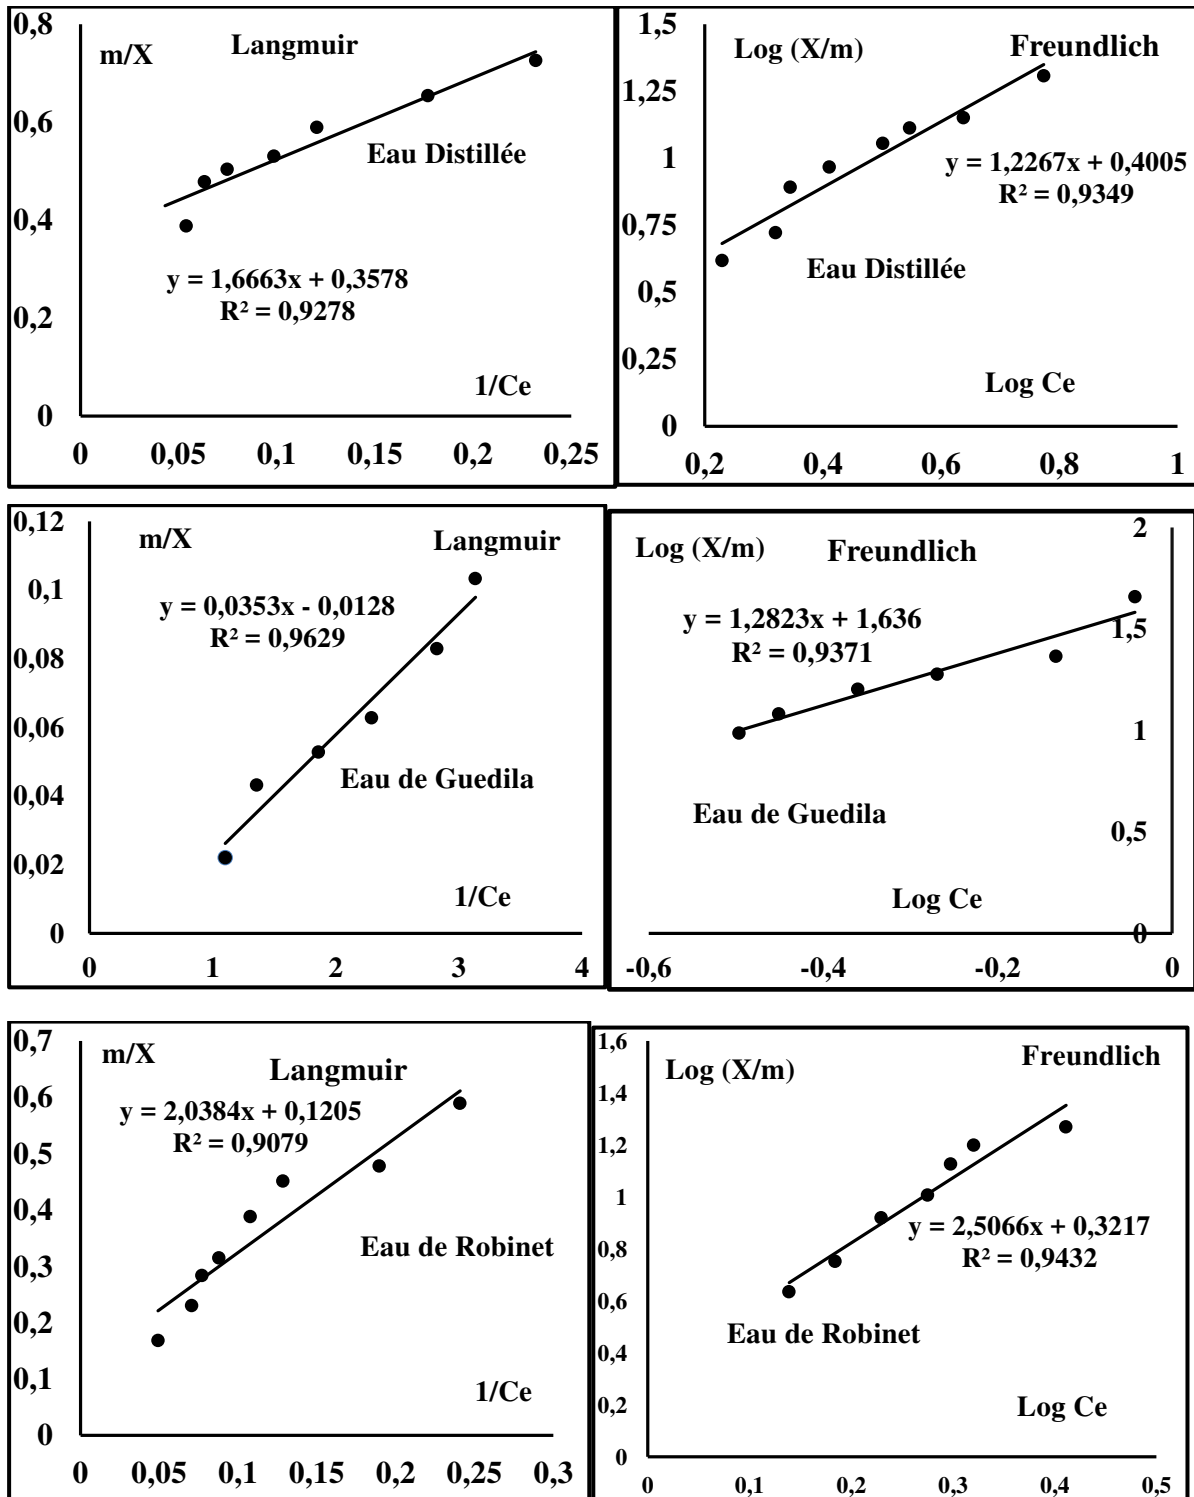 0,8
m/X
Langmuir
0,6
Eau Distillée
0,4
y = 1,6663x + 0,3578
R² = 0,9278
0,2
1/Ce
0
0 0,05 0,1 0,15 0,2 0,25
1,5
Log (X/m)
Freundlich
1,25
1
y = 1,2267x + 0,4005
R² = 0,9349
0,75
Eau Distillée
0,5
0,25
Log Ce
0
0,2 0,4 0,6 0,8 1
0,12
m/X
Langmuir
0,1
y = 0,0353x - 0,0128
R² = 0,9629
0,08
0,06
Eau de Guedila
0,04
0,02
1/Ce
0
0 1 2 3 4
2
Log (X/m)
Freundlich
y = 1,2823x + 1,636
R² = 0,9371
1,5
1
Eau de Guedila
0,5
Log Ce
0
-0,6 -0,4 -0,2 0
0,7
m/X
Langmuir
0,6
y = 2,0384x + 0,1205
R² = 0,9079
0,5
0,4
Eau de Robinet
0,3
0,2
0,1
1/Ce
0
0 0,05 0,1 0,15 0,2 0,25 0,3
1,6
Log (X/m)
Freundlich
1,4
1,2
1
y = 2,5066x + 0,3217
R² = 0,9432
0,8
0,6
Eau de Robinet
0,4
0,2
Log Ce
0
0 0,1 0,2 0,3 0,4 0,5